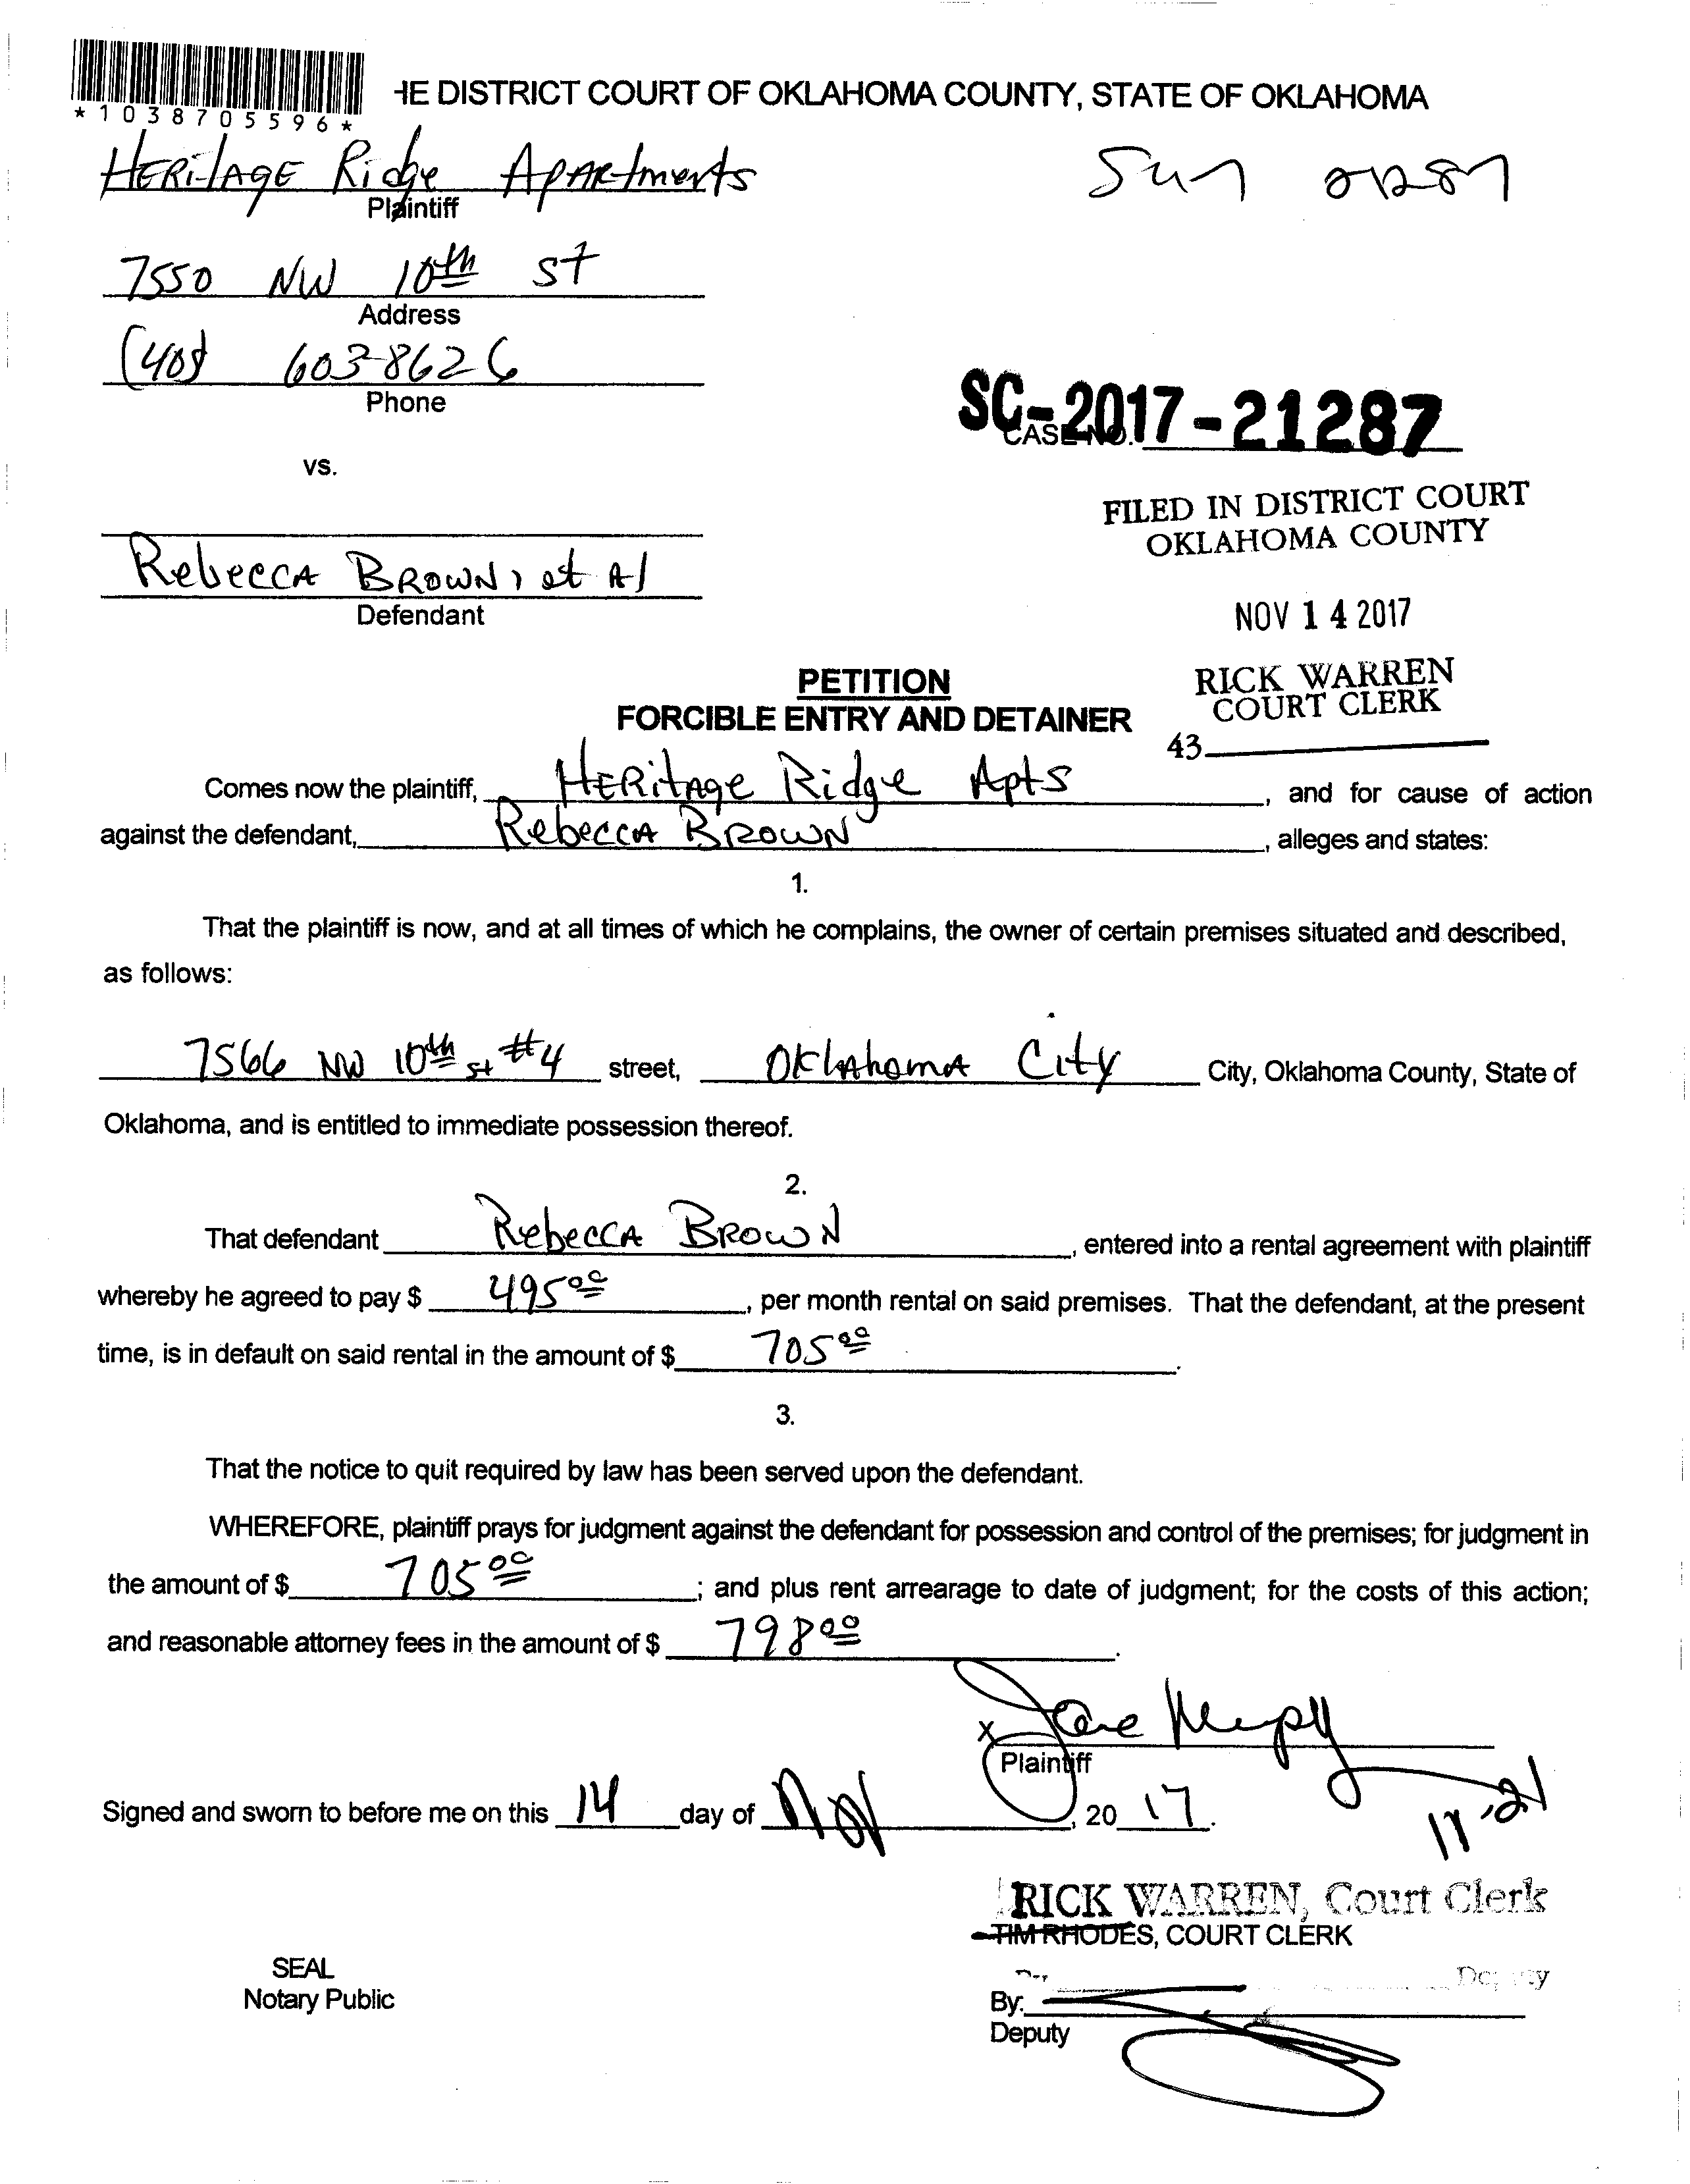 *1038705596*
HE DISTRICT COURT OF OKLAHOMA COUNTY, STATE OF OKLAHOMA
HERitAGE Ridge Apartments
Plaintiff
7550 NW 10th St
Address
(405) 603-8626
Phone
SC-2017-21287
CASE NO.
vs.
FILED IN DISTRICT COURT
OKLAHOMA COUNTY
Rebecca BROWN, et Al
Defendant
NOV 14 2017
PETITION
RICK WARREN
COURT CLERK
FORCIBLE ENTRY AND DETAINER
43
Comes now the plaintiff, HERitage Ridge Apts, and for cause of action
against the defendant, Rebecca BROWN, alleges and states:
1.
That the plaintiff is now, and at all times of which he complains, the owner of certain premises situated and described,
as follows:
7566 NW 10th St #4 street, Oklahoma City City, Oklahoma County, State of
Oklahoma, and is entitled to immediate possession thereof.
2.
That defendant Rebecca BROWN, entered into a rental agreement with plaintiff
whereby he agreed to pay $ 495 00, per month rental on said premises. That the defendant, at the present
time, is in default on said rental in the amount of $ 705 00.
3.
That the notice to quit required by law has been served upon the defendant.
WHEREFORE, plaintiff prays for judgment against the defendant for possession and control of the premises; for judgment in
the amount of $ 705 00; and plus rent arrearage to date of judgment; for the costs of this action;
and reasonable attorney fees in the amount of $ 798 00.
X
Plaintiff
Signed and sworn to before me on this 14 day of Nov, 20 17.
11-21
RICK WARREN, Court Clerk
TIM RHODES, COURT CLERK
SEAL
Notary Public
Deputy
By:
Deputy